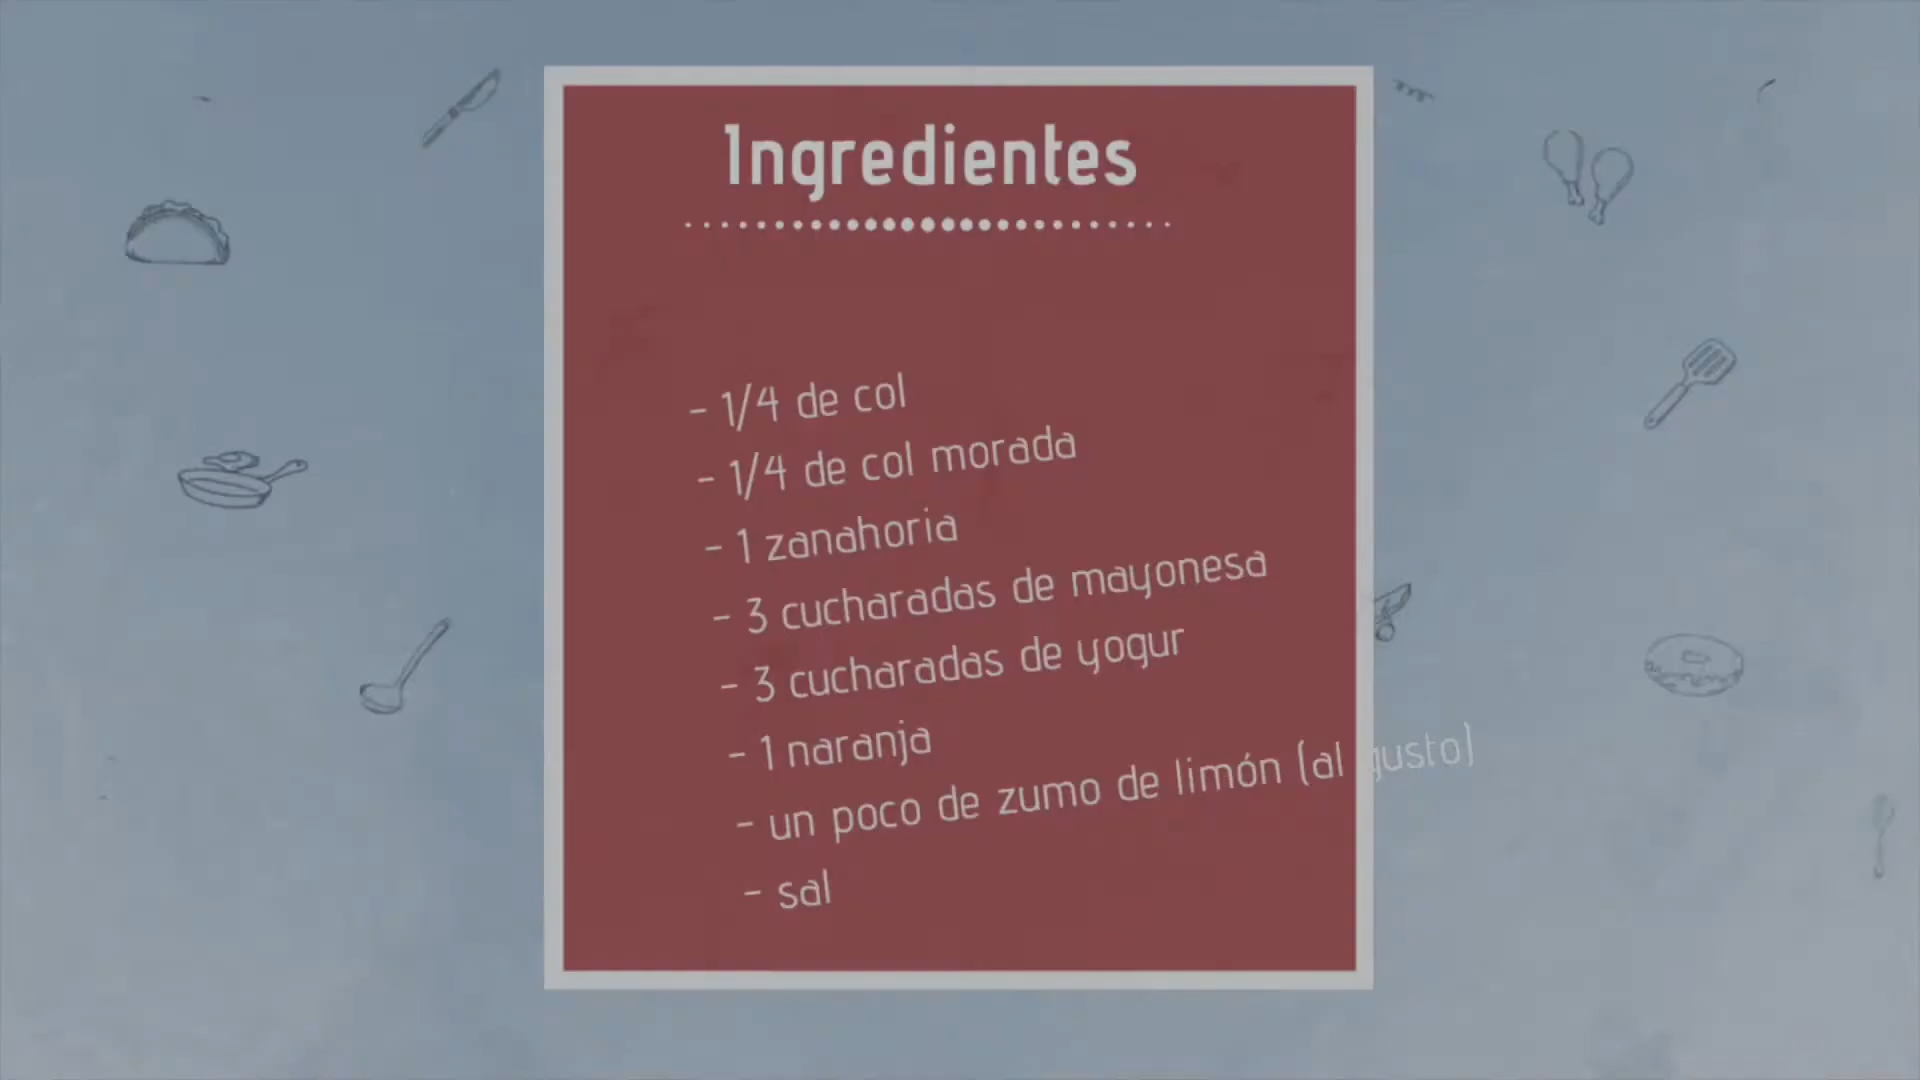 Ingredientes
- 1/4 de col
- 1/4 de col morada
- 1 zanahoria
- 3 cucharadas de mayonesa
- 3 cucharadas de yogur
- 1 naranja
- un poco de zumo de limón (al gusto)
- sal